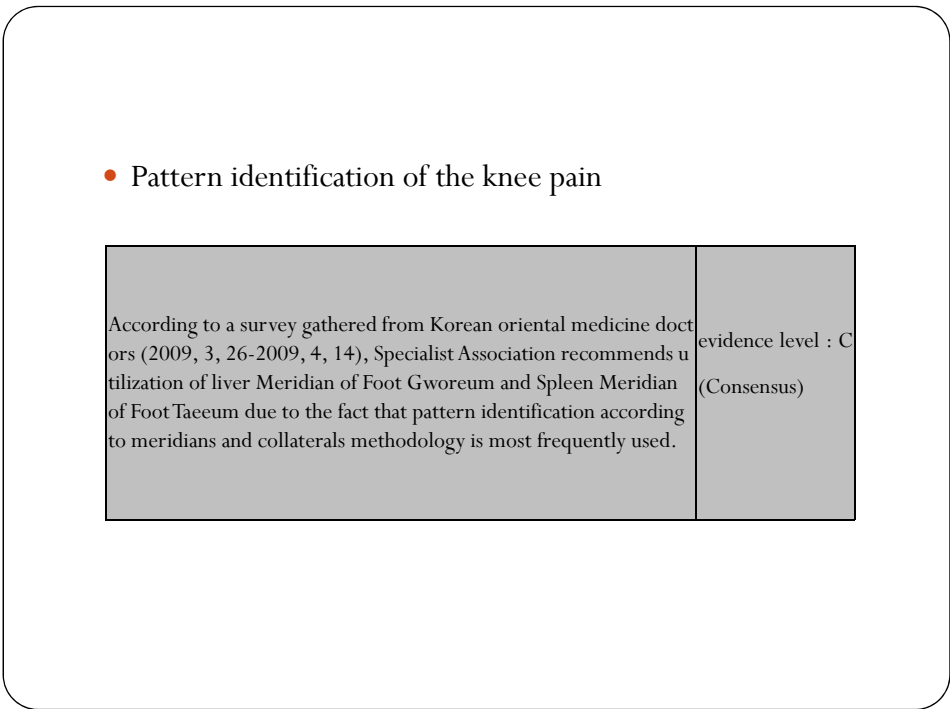 • Pattern identification of the knee pain
According to a survey gathered from Korean oriental medicine doct
ors (2009, 3, 26-2009, 4, 14), Specialist Association recommends u
tilization of liver Meridian of Foot Gworeum and Spleen Meridian
of Foot Taeeum due to the fact that pattern identification according
to meridians and collaterals methodology is most frequently used.
evidence level : C
(Consensus)